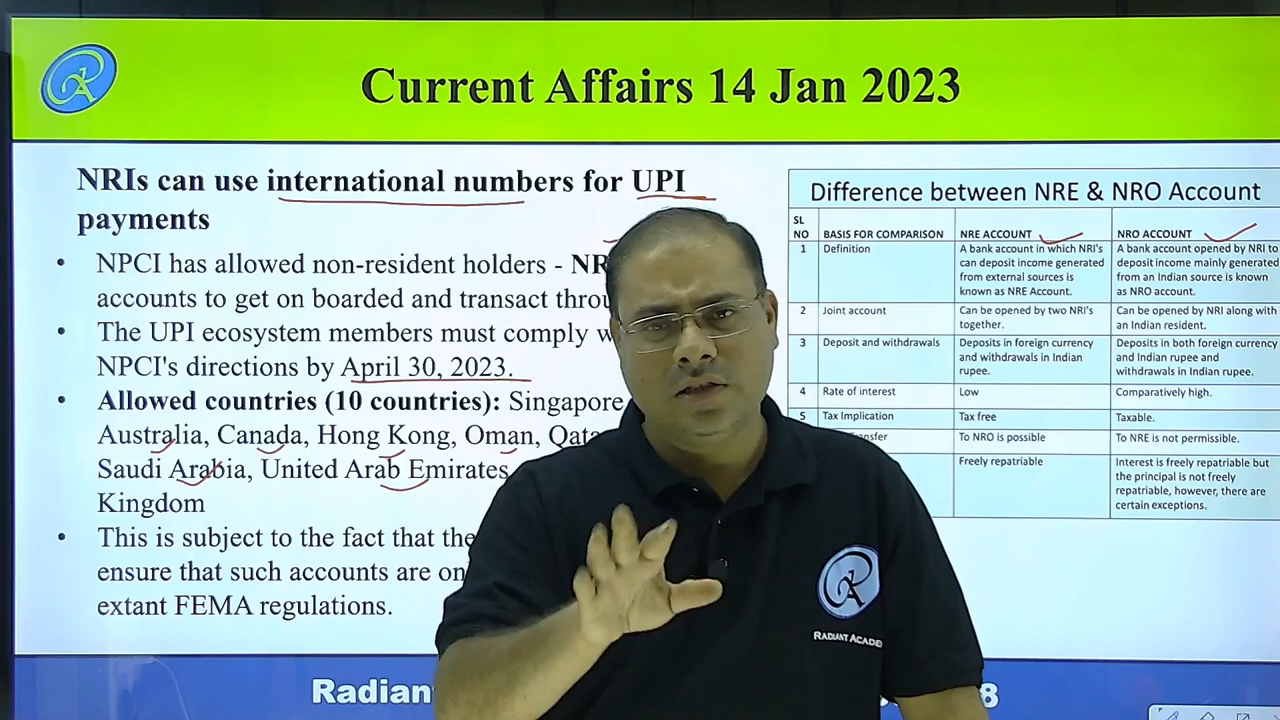 Current Affairs 14 Jan 2023
NRIs can use international numbers for UPI
payments
• NPCI has allowed non-resident holders - NR
accounts to get on boarded and transact
• The UPI ecosystem members must comply
NPCI's directions by April 30, 2023.
• Allowed countries (10 countries): Singapore
Australia, Canada, Hong Kong, Oman,
Saudi Arabia, United Arab Emirates
Kingdom
• This is subject to the fact that the
ensure that such accounts are
extant FEMA regulations.
Difference between NRE & NRO Account
SL NO BASIS FOR COMPARISON NRE ACCOUNT NRO ACCOUNT
1 Definition A bank account in which NRI's A bank account opened by NRI to
can deposit income generated deposit income mainly generated
from external sources is from an Indian source is known
known as NRE Account. as NRO account.
2 Joint account Can be opened by two NRI's Can be opened by NRI along with
together. an Indian resident.
3 Deposit and withdrawals Deposits in foreign currency Deposits in both foreign currency
and withdrawals in Indian and Indian rupee and
rupee. withdrawals in Indian rupee.
4 Rate of interest Low Comparatively high.
5 Tax Implication Tax free Taxable.
To NRO is possible To NRE is not permissible.
Freely repatriable Interest is freely repatriable but
the principal is not freely
repatriable, however, there are
certain exceptions.
RADIANT ACADE
Radian 8